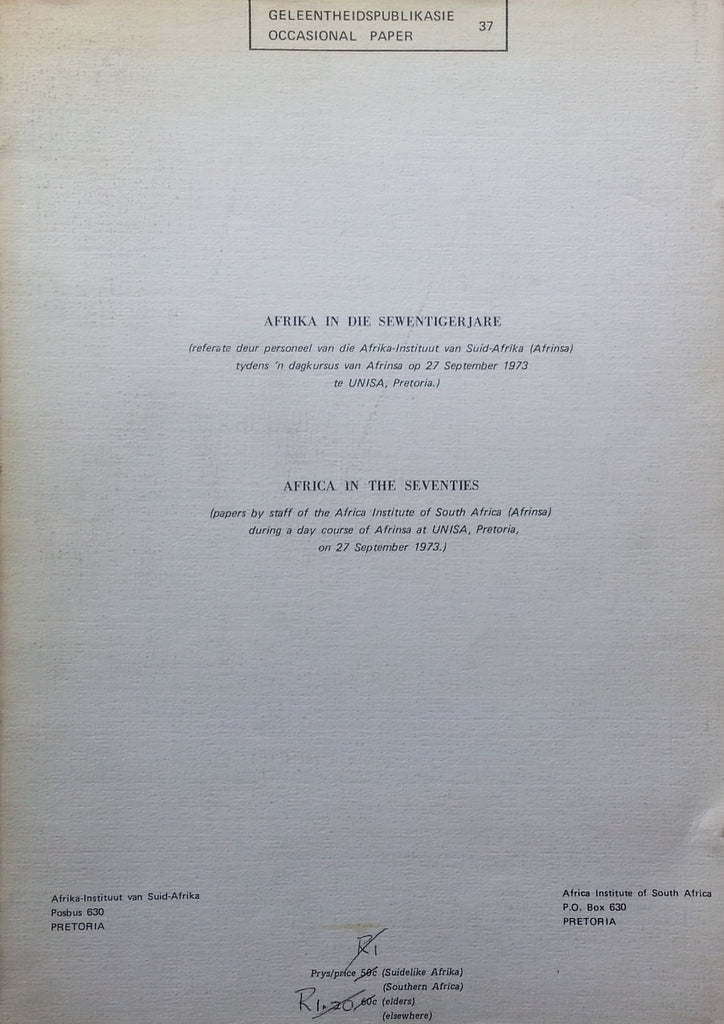 GELEENTHEIDSPUBLIKASIE
OCCASIONAL PAPER 37
AFRIKA IN DIE SEWENTIGERJARE
(referate deur personeel van die Afrika-Instituut van Suid-Afrika (Afrinsa)
tydens 'n dagkursus van Afrinsa op 27 September 1973
te UNISA, Pretoria.)
AFRICA IN THE SEVENTIES
(papers by staff of the Africa Institute of South Africa (Afrinsa)
during a day course of Afrinsa at UNISA, Pretoria,
on 27 September 1973.)
Afrika-Instituut van Suid-Afrika
Posbus 630
PRETORIA
Africa Institute of South Africa
P.O. Box 630
PRETORIA
R1
Prys/price 50c (Suidelike Afrika)
(Southern Africa)
R1.20 60c (elders)
(elsewhere)